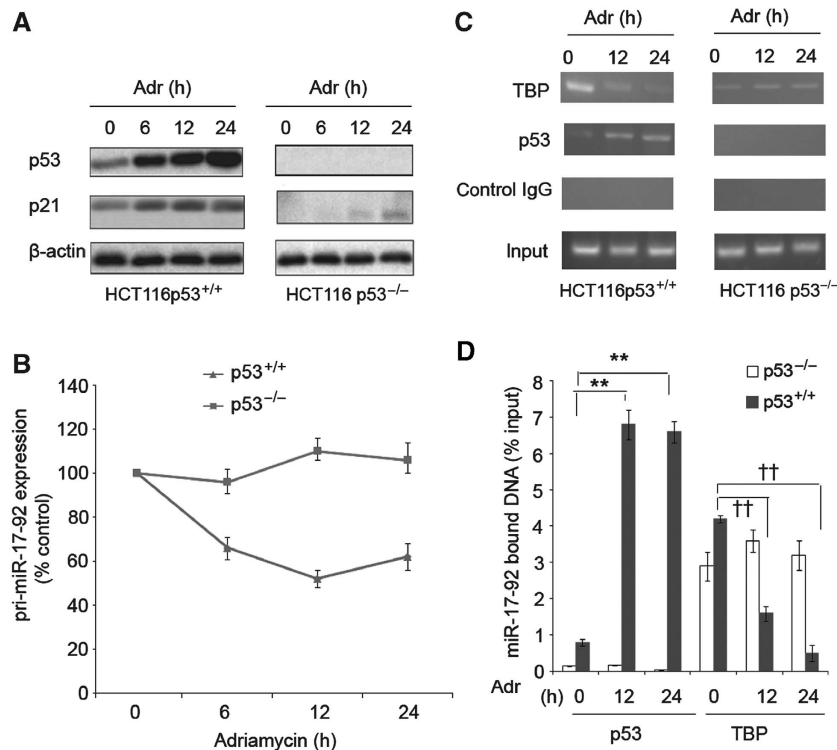 A
Adr (h)
Adr (h)
0 6 12 24
0 6 12 24
p53
p21
β-actin
HCT116p53+/+
HCT116 p53–/–
B
p53+/+
p53–/–
140
120
100
80
60
40
20
0
pri-miR-17-92 expression
(% control)
0 6 12 24
Adriamycin (h)
C
Adr (h)
Adr (h)
0 12 24
0 12 24
TBP
p53
Control IgG
Input
HCT116p53+/+
HCT116 p53–/–
D
p53–/–
p53+/+
**
**
††
††
8
7
6
5
4
3
2
1
0
miR-17-92 bound DNA (% input)
Adr
(h) 0 12 24 0 12 24
p53 TBP